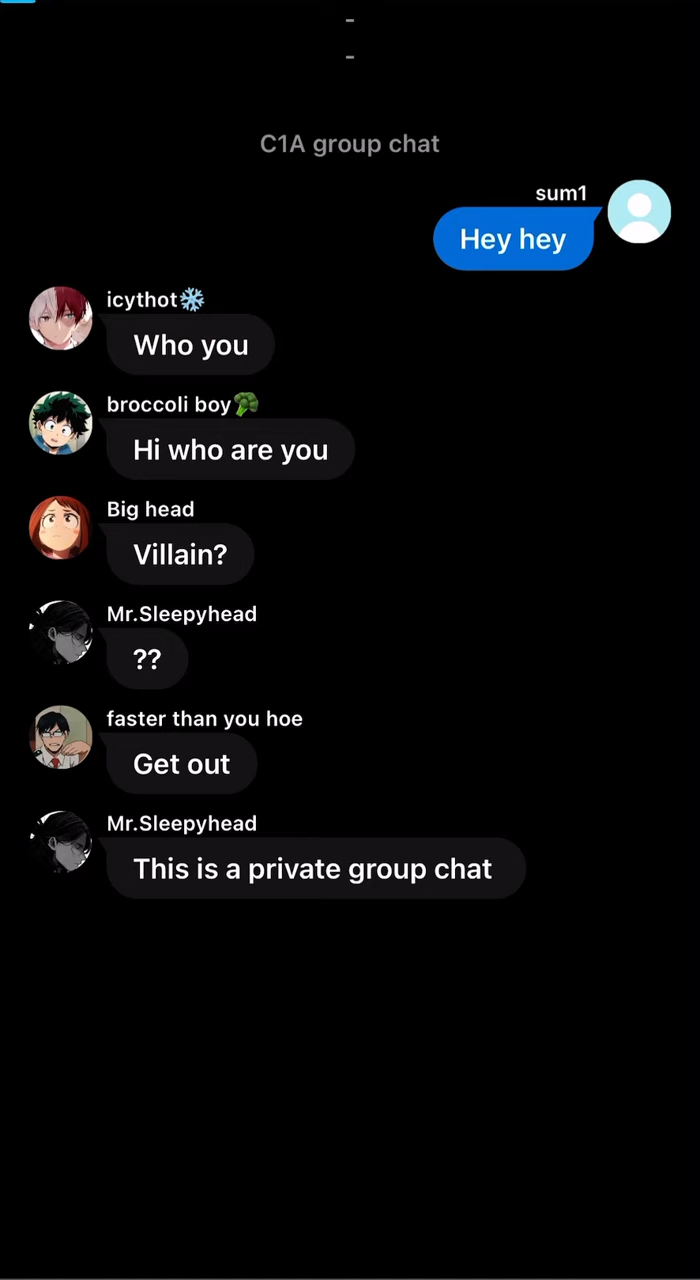 -
-
C1A group chat
sum1
Hey hey
icythot❄️
Who you
broccoli boy🥦
Hi who are you
Big head
Villain?
Mr.Sleepyhead
??
faster than you hoe
Get out
Mr.Sleepyhead
This is a private group chat